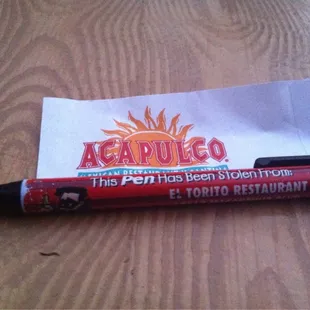 ACAPULCO
This Pen Has Been Stolen From:
EL TORITO RESTAURANT